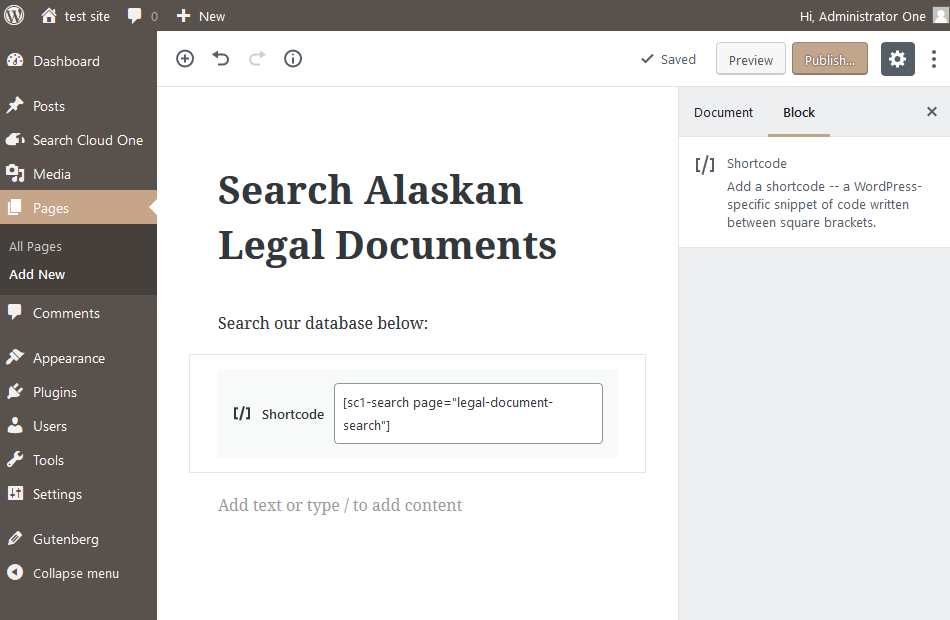 test site
0
New
Hi, Administrator One
Dashboard
Posts
Search Cloud One
Media
Pages
All Pages
Add New
Comments
Appearance
Plugins
Users
Tools
Settings
Gutenberg
Collapse menu
Saved
Preview
Publish...
Search Alaskan
Legal Documents
Search our database below:
[/] Shortcode
[sc1-search page="legal-document-
search"]
Add text or type / to add content
Document
Block
[/] Shortcode
Add a shortcode -- a WordPress-
specific snippet of code written
between square brackets.